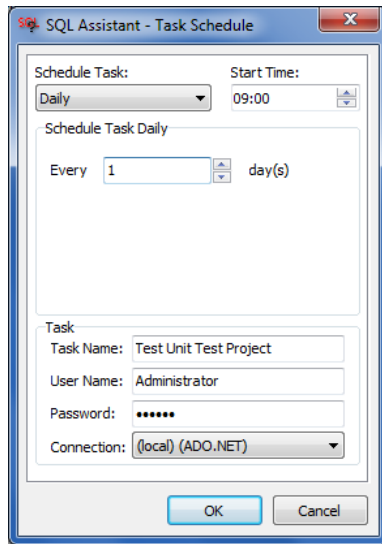 SQL Assistant - Task Schedule
Schedule Task: Start Time:
Daily 09:00
Schedule Task Daily
Every 1 day(s)
Task
Task Name: Test Unit Test Project
User Name: Administrator
Password: ••••••
Connection: (local) (ADO.NET)
OK Cancel